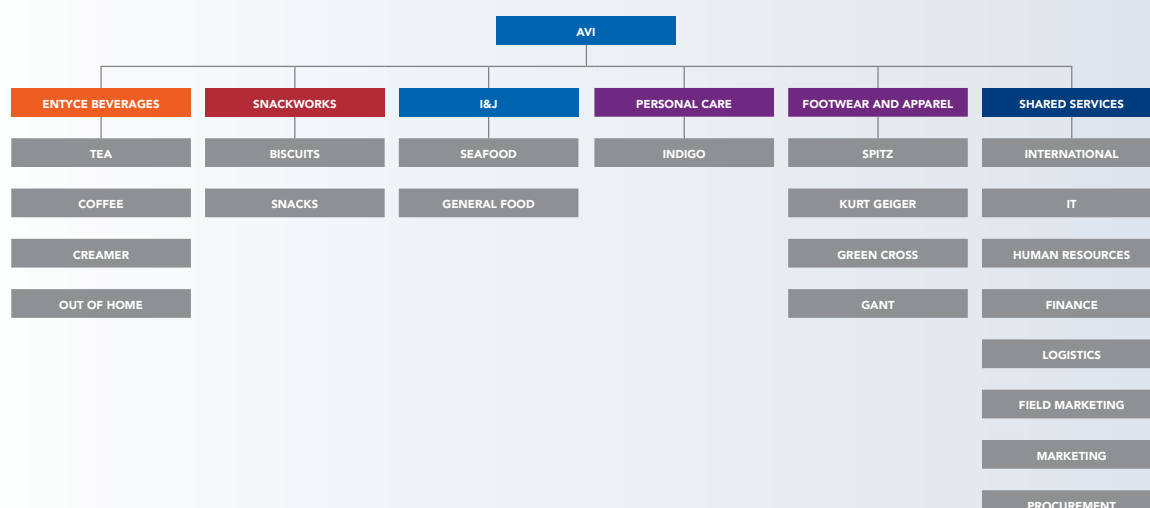 AVI
ENTYCE BEVERAGES
TEA
COFFEE
CREAMER
OUT OF HOME
SNACKWORKS
BISCUITS
SNACKS
I&J
SEAFOOD
GENERAL FOOD
PERSONAL CARE
INDIGO
FOOTWEAR AND APPAREL
SPITZ
KURT GEIGER
GREEN CROSS
GANT
SHARED SERVICES
INTERNATIONAL
IT
HUMAN RESOURCES
FINANCE
LOGISTICS
FIELD MARKETING
MARKETING
PROCUREMENT